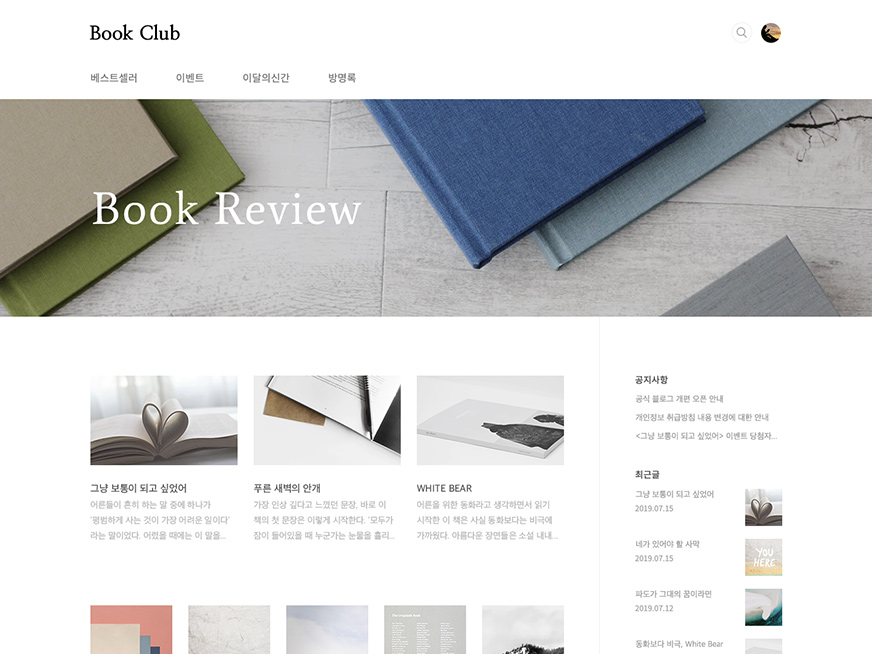 Book Club
베스트셀러 이벤트 이달의신간 방명록
Book Review
그냥 보통이 되고 싶었어
어른들이 흔히 하는 말 중에 하나가
'평범하게 사는 것이 가장 어려운 일이다'
라는 말이었다. 어렸을 때에는 이 말을...
푸른 새벽의 안개
가장 인상 깊다고 느꼈던 문장, 바로 이
책의 첫 문장은 이렇게 시작한다. '모두가
잠이 들어있을 때 누군가는 눈물을 흘리...
WHITE BEAR
어른을 위한 동화라고 생각하면서 읽기
시작한 이 책은 사실 동화보다는 비극에
가까웠다. 아름다운 장면들은 소설 내내...
공지사항
공식 블로그 개편 오픈 안내
개인정보 취급방침 내용 변경에 대한 안내
<그냥 보통이 되고 싶었어> 이벤트 당첨자...
최근글
그냥 보통이 되고 싶었어
2019.07.15
네가 있어야 할 사막
2019.07.15
YOU
HERE
파도가 그대의 꿈이라면
2019.07.12
동화보다 비극, White Bear